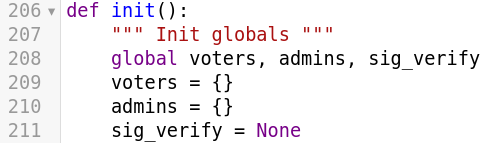 206 ▾ def init():
207       """ Init globals """
208       global voters, admins, sig_verify
209       voters = {}
210       admins = {}
211       sig_verify = None